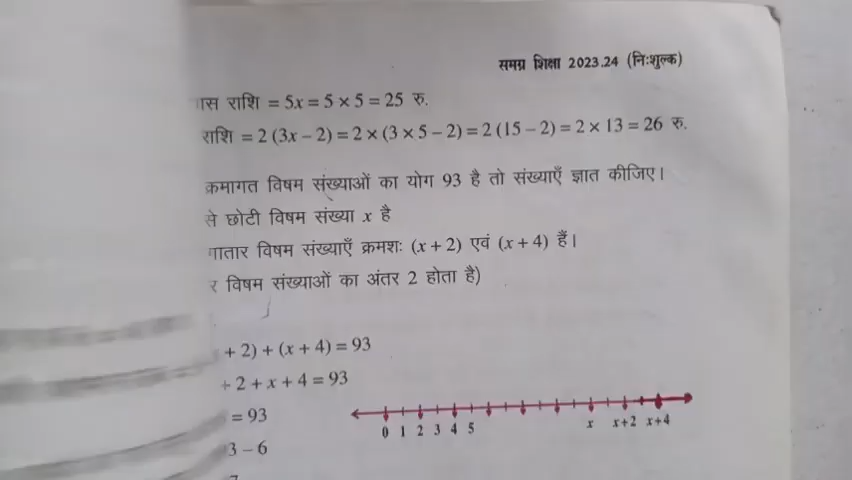 समग्र शिक्षा 2023.24 (निःशुल्क)
राशि = 5x = 5 × 5 = 25 रु.
राशि = 2 (3x – 2) = 2 × (3 × 5 – 2) = 2 (15 – 2) = 2 × 13 = 26 रु.
क्रमागत विषम संख्याओं का योग 93 है तो संख्याएँ ज्ञात कीजिए।
से छोटी विषम संख्या x है
विषम संख्याएँ क्रमशः (x + 2) एवं (x + 4) हैं।
विषम संख्याओं का अंतर 2 होता है)
+ 2) + (x + 4) = 93
+ 2 + x + 4 = 93
= 93
3 – 6
0 1 2 3 4 5 x x+2 x+4